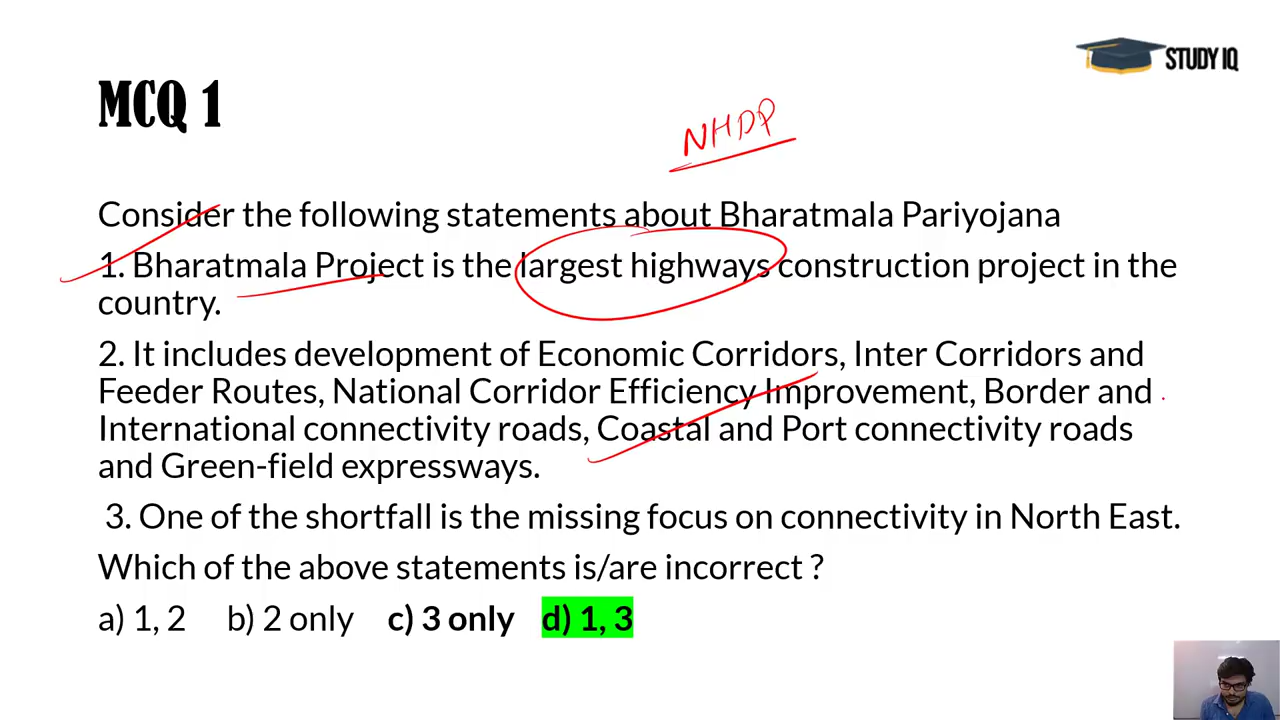 STUDY IQ
MCQ 1
NHDP
Consider the following statements about Bharatmala Pariyojana
1. Bharatmala Project is the largest highways construction project in the
country.
2. It includes development of Economic Corridors, Inter Corridors and
Feeder Routes, National Corridor Efficiency Improvement, Border and
International connectivity roads, Coastal and Port connectivity roads
and Green-field expressways.
3. One of the shortfall is the missing focus on connectivity in North East.
Which of the above statements is/are incorrect ?
a) 1, 2 b) 2 only c) 3 only d) 1, 3